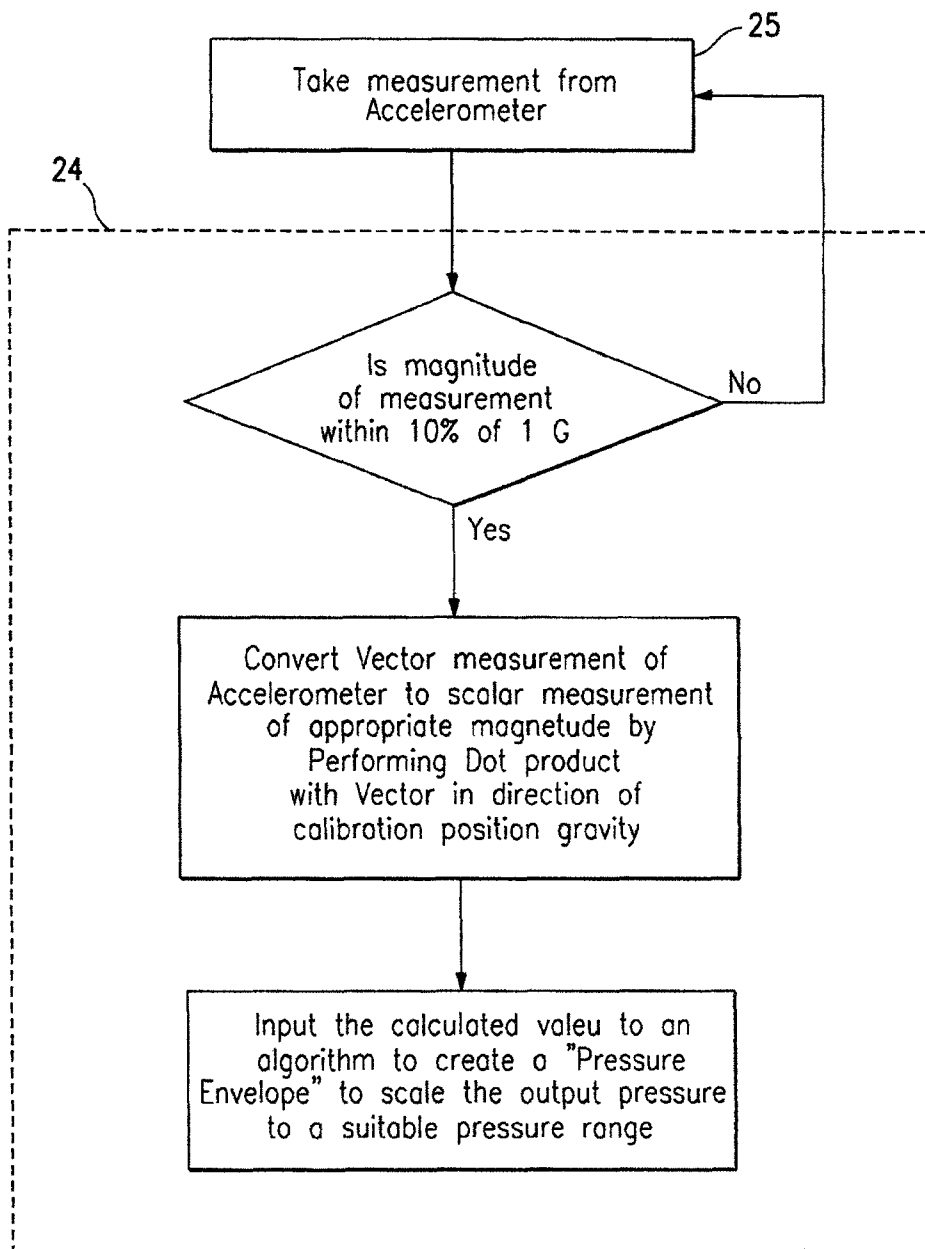 25
Take measurement from
Accelerometer
24
Is magnitude
of measurement
within 10% of 1 G
No
Yes
Convert Vector measurement of
Accelerometer to scalar measurement
of appropriate magnetude by
Performing Dot product
with Vector in direction of
calibration position gravity
Input the calculated valeu to an
algorithm to create a "Pressure
Envelope" to scale the output pressure
to a suitable pressure range